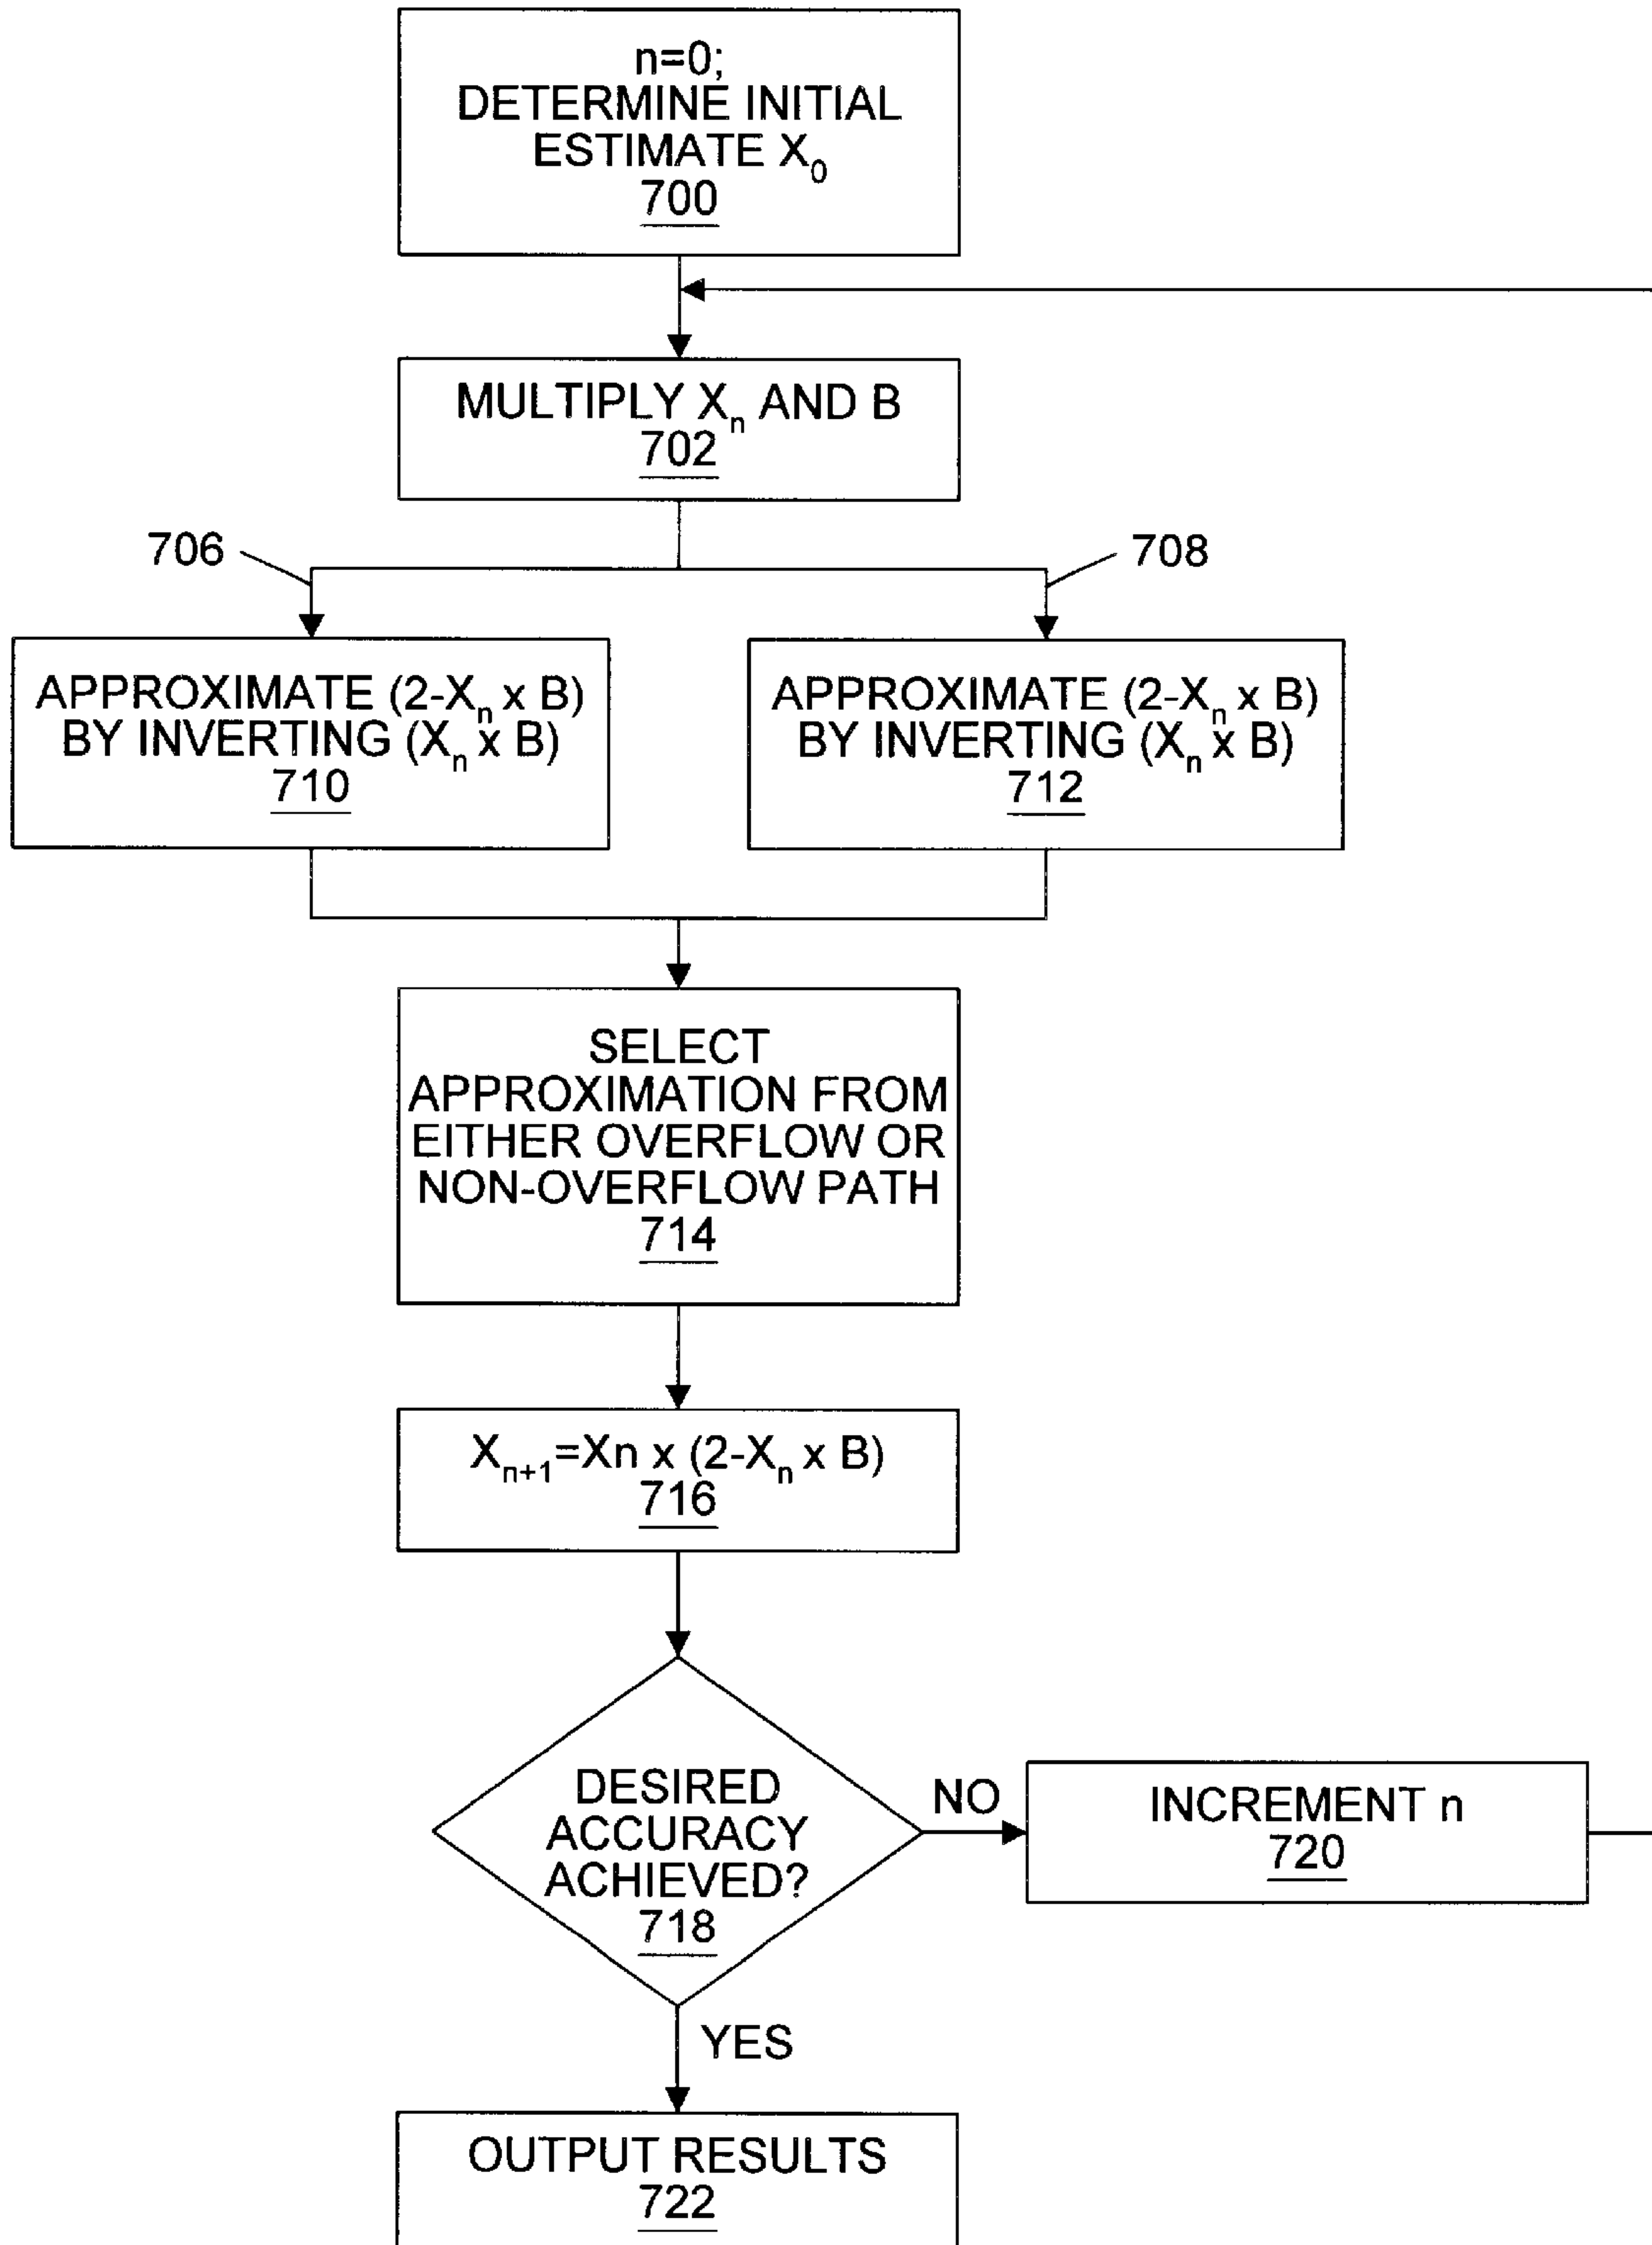 n=0;
DETERMINE INITIAL
ESTIMATE X₀
700
MULTIPLY Xₙ AND B
702
706
708
APPROXIMATE (2-Xₙ x B)
BY INVERTING (Xₙ x B)
710
APPROXIMATE (2-Xₙ x B)
BY INVERTING (Xₙ x B)
712
SELECT
APPROXIMATION FROM
EITHER OVERFLOW OR
NON-OVERFLOW PATH
714
Xₙ₊₁=Xn x (2-Xₙ x B)
716
DESIRED
ACCURACY
ACHIEVED?
718
NO
INCREMENT n
720
YES
OUTPUT RESULTS
722